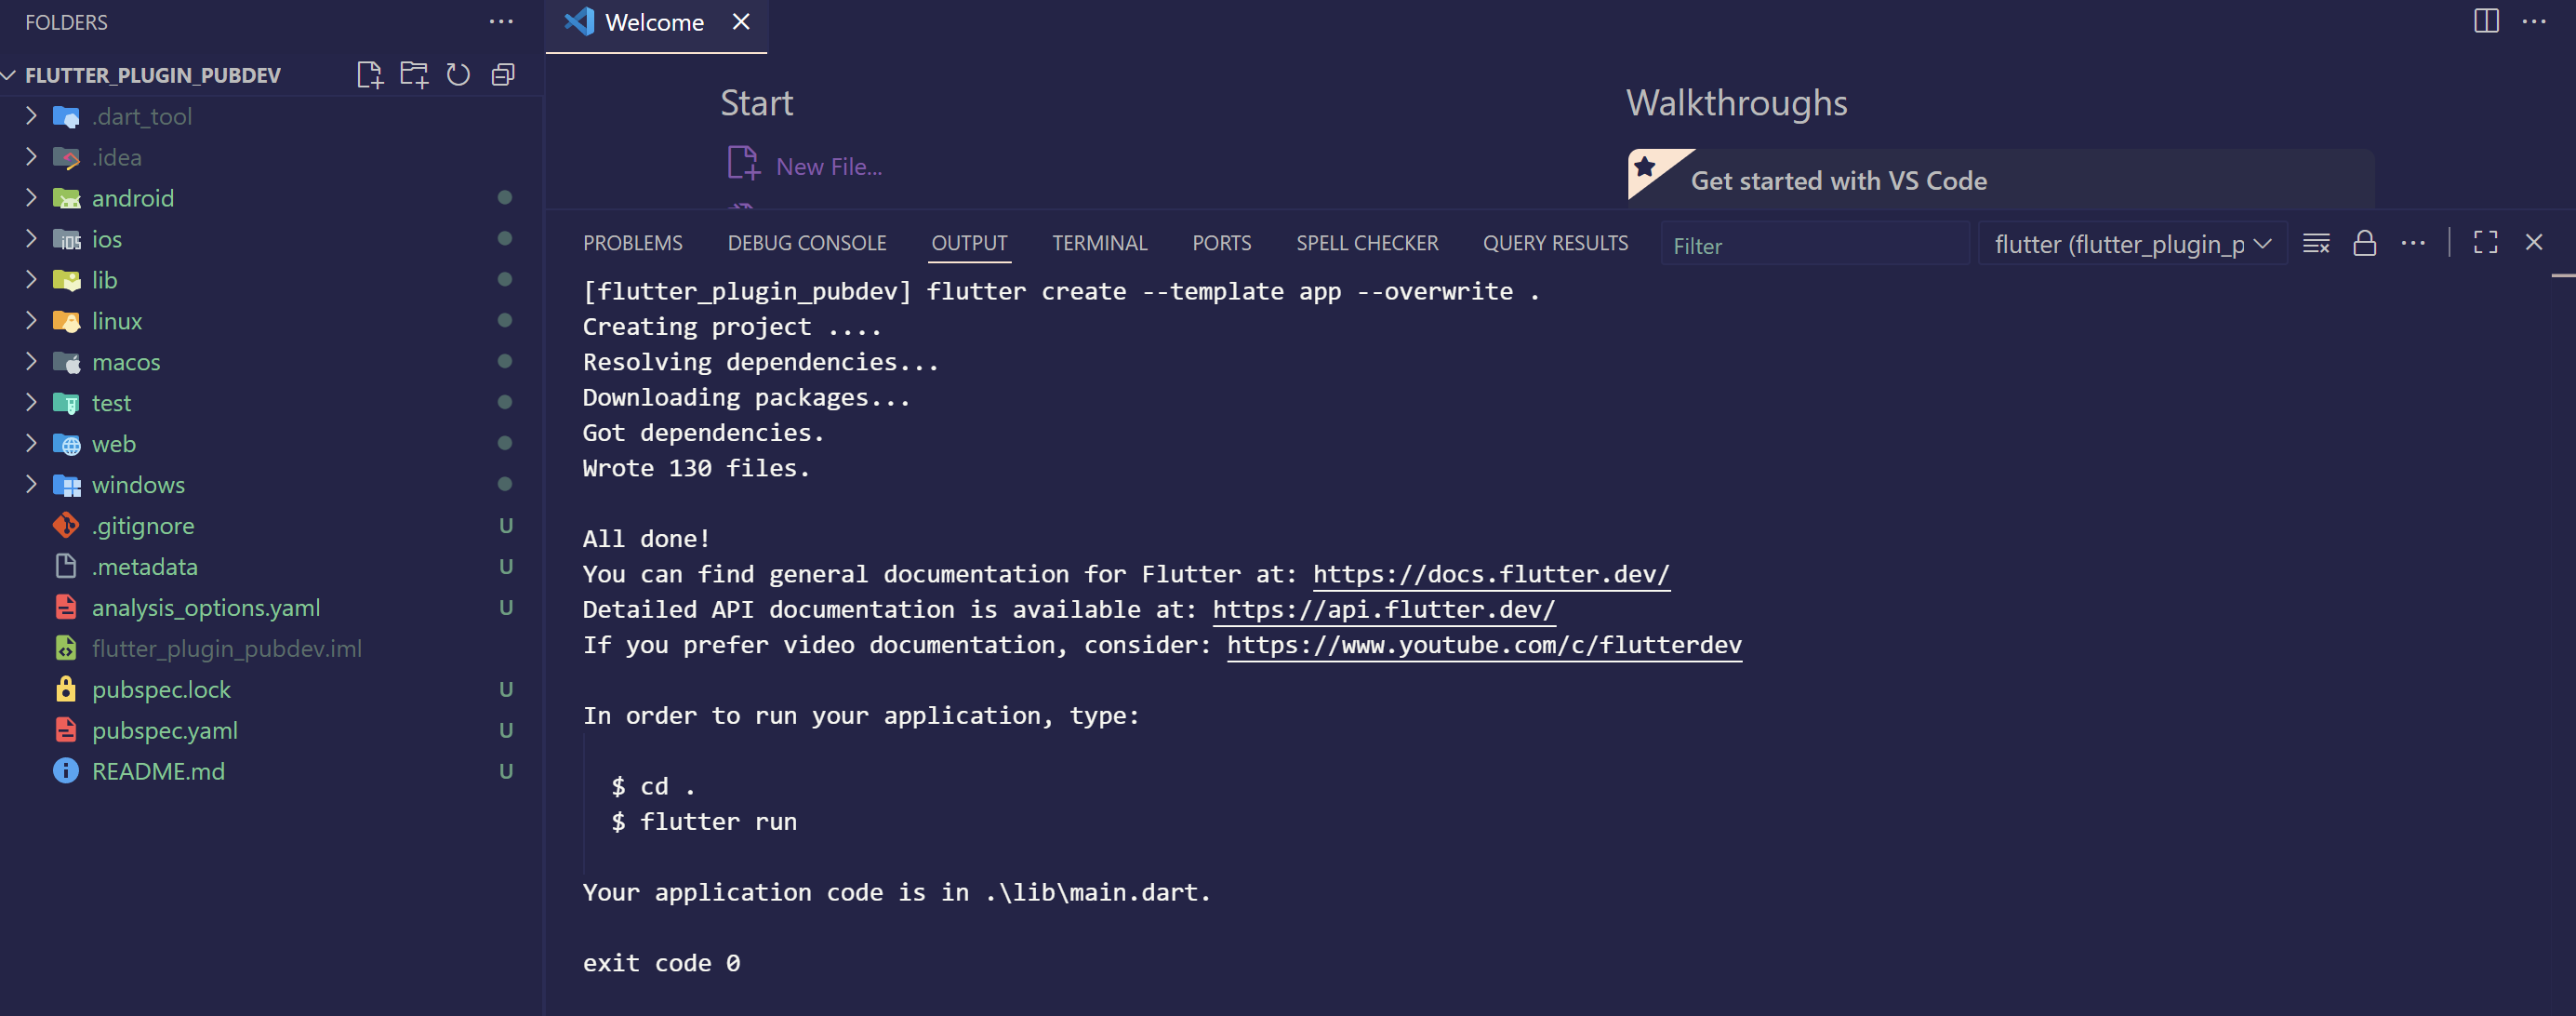 FOLDERS
FLUTTER_PLUGIN_PUBDEV
.dart_tool
.idea
android
ios
lib
linux
macos
test
web
windows
.gitignore U
.metadata U
analysis_options.yaml U
flutter_plugin_pubdev.iml
pubspec.lock U
pubspec.yaml U
README.md U
Welcome
Start
New File...
Walkthroughs
Get started with VS Code
PROBLEMS DEBUG CONSOLE OUTPUT TERMINAL PORTS SPELL CHECKER QUERY RESULTS Filter flutter (flutter_plugin_p
[flutter_plugin_pubdev] flutter create --template app --overwrite .
Creating project ....
Resolving dependencies...
Downloading packages...
Got dependencies.
Wrote 130 files.
All done!
You can find general documentation for Flutter at: https://docs.flutter.dev/
Detailed API documentation is available at: https://api.flutter.dev/
If you prefer video documentation, consider: https://www.youtube.com/c/flutterdev
In order to run your application, type:
$ cd .
$ flutter run
Your application code is in .\lib\main.dart.
exit code 0